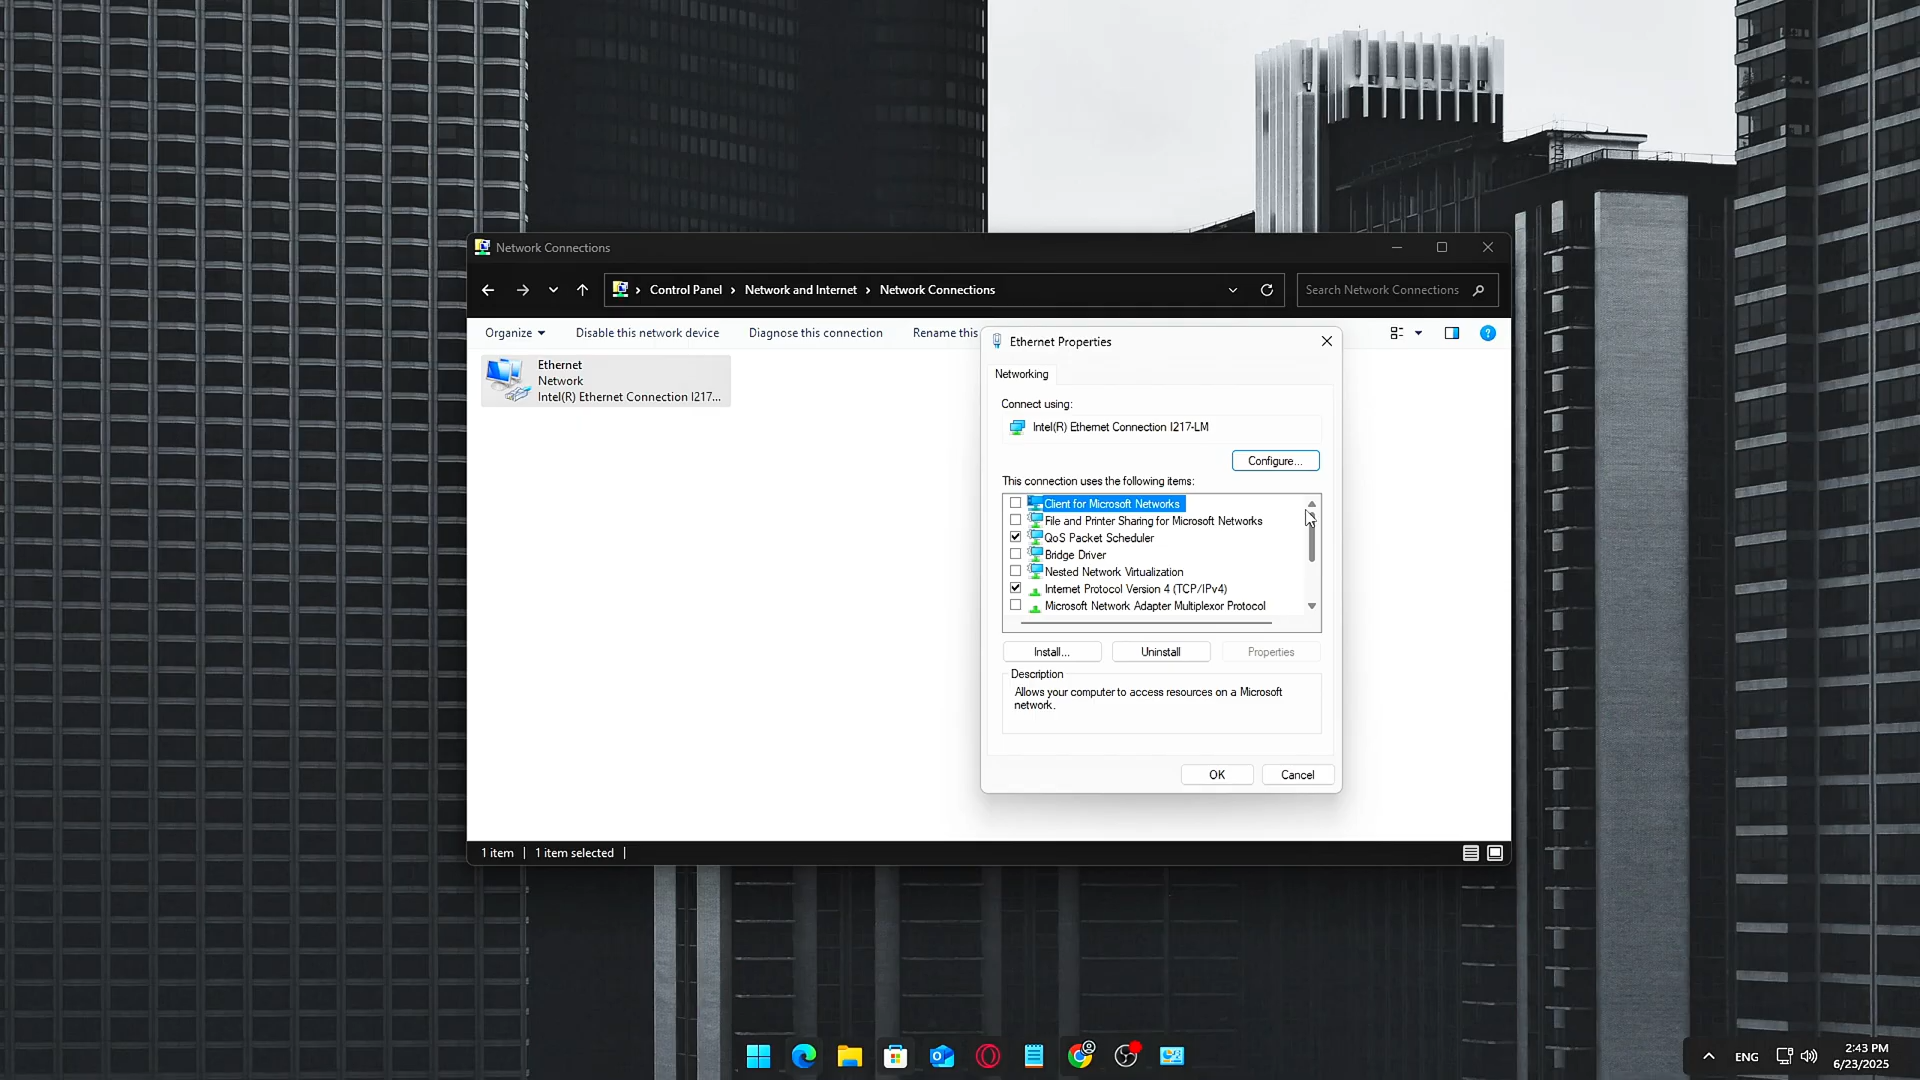 Network Connections
Control Panel
Network and Internet
Network Connections
Search Network Connections
Organize
Disable this network device
Diagnose this connection
Rename this
Ethernet
Network
Intel(R) Ethernet Connection I217...
Ethernet Properties
Networking
Connect using:
Intel(R) Ethernet Connection I217-LM
Configure...
This connection uses the following items:
Client for Microsoft Networks
File and Printer Sharing for Microsoft Networks
QoS Packet Scheduler
Bridge Driver
Nested Network Virtualization
Internet Protocol Version 4 (TCP/IPv4)
Microsoft Network Adapter Multiplexor Protocol
Install...
Uninstall
Properties
Description
Allows your computer to access resources on a Microsoft
network.
OK
Cancel
1 item
1 item selected
ENG
2:43 PM
6/23/2025